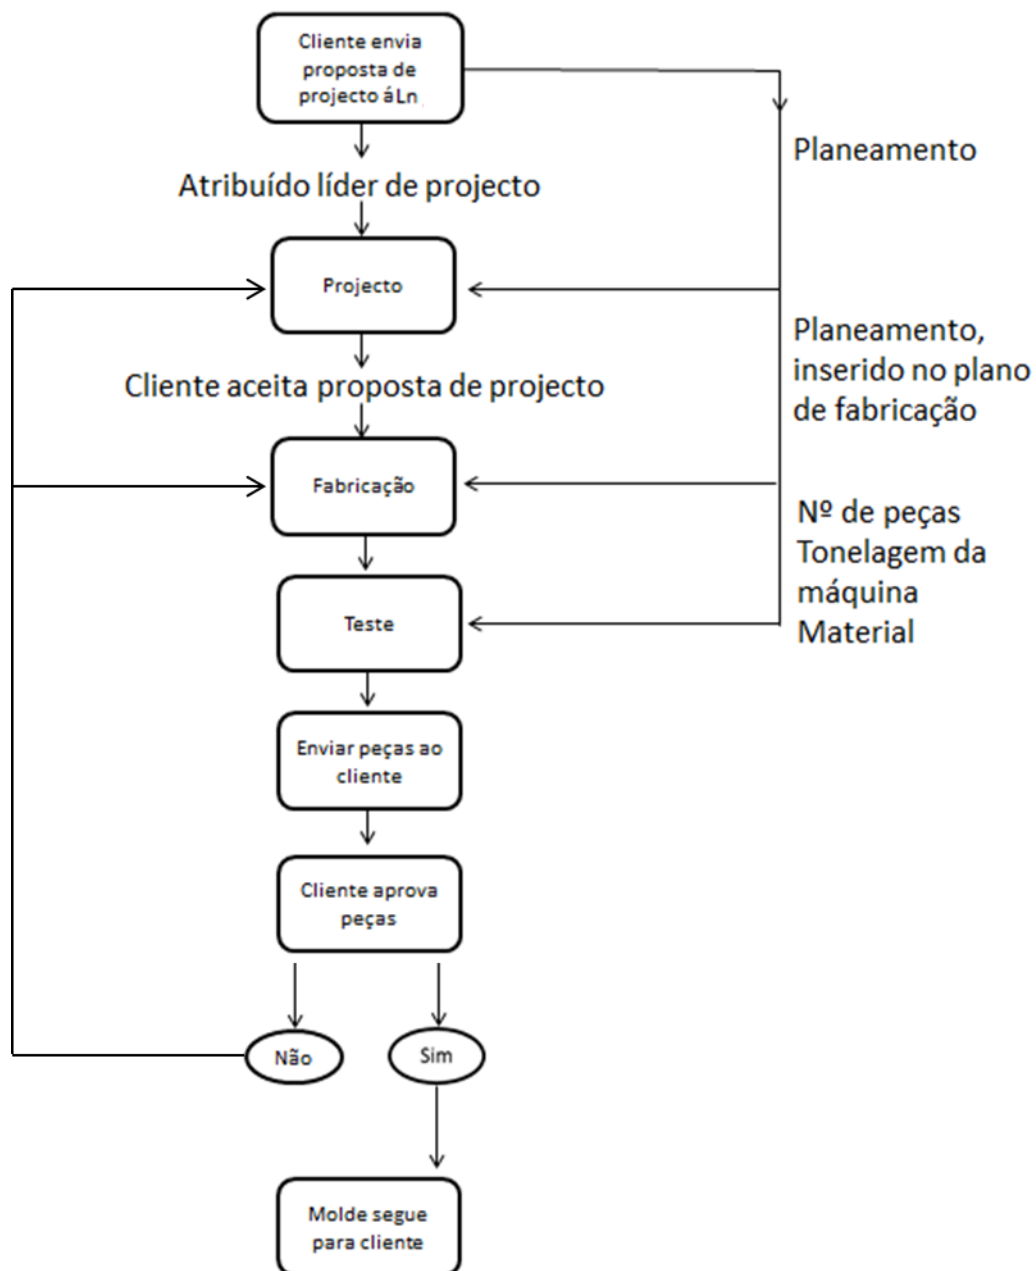 Cliente envia
proposta de
projecto áLn
Planeamento
Atribuído líder de projecto
Projecto
Planeamento,
inserido no plano
de fabricação
Cliente aceita proposta de projecto
Fabricação
Nº de peças
Tonelagem da
máquina
Material
Teste
Enviar peças ao
cliente
Cliente aprova
peças
Não
Sim
Molde segue
para cliente